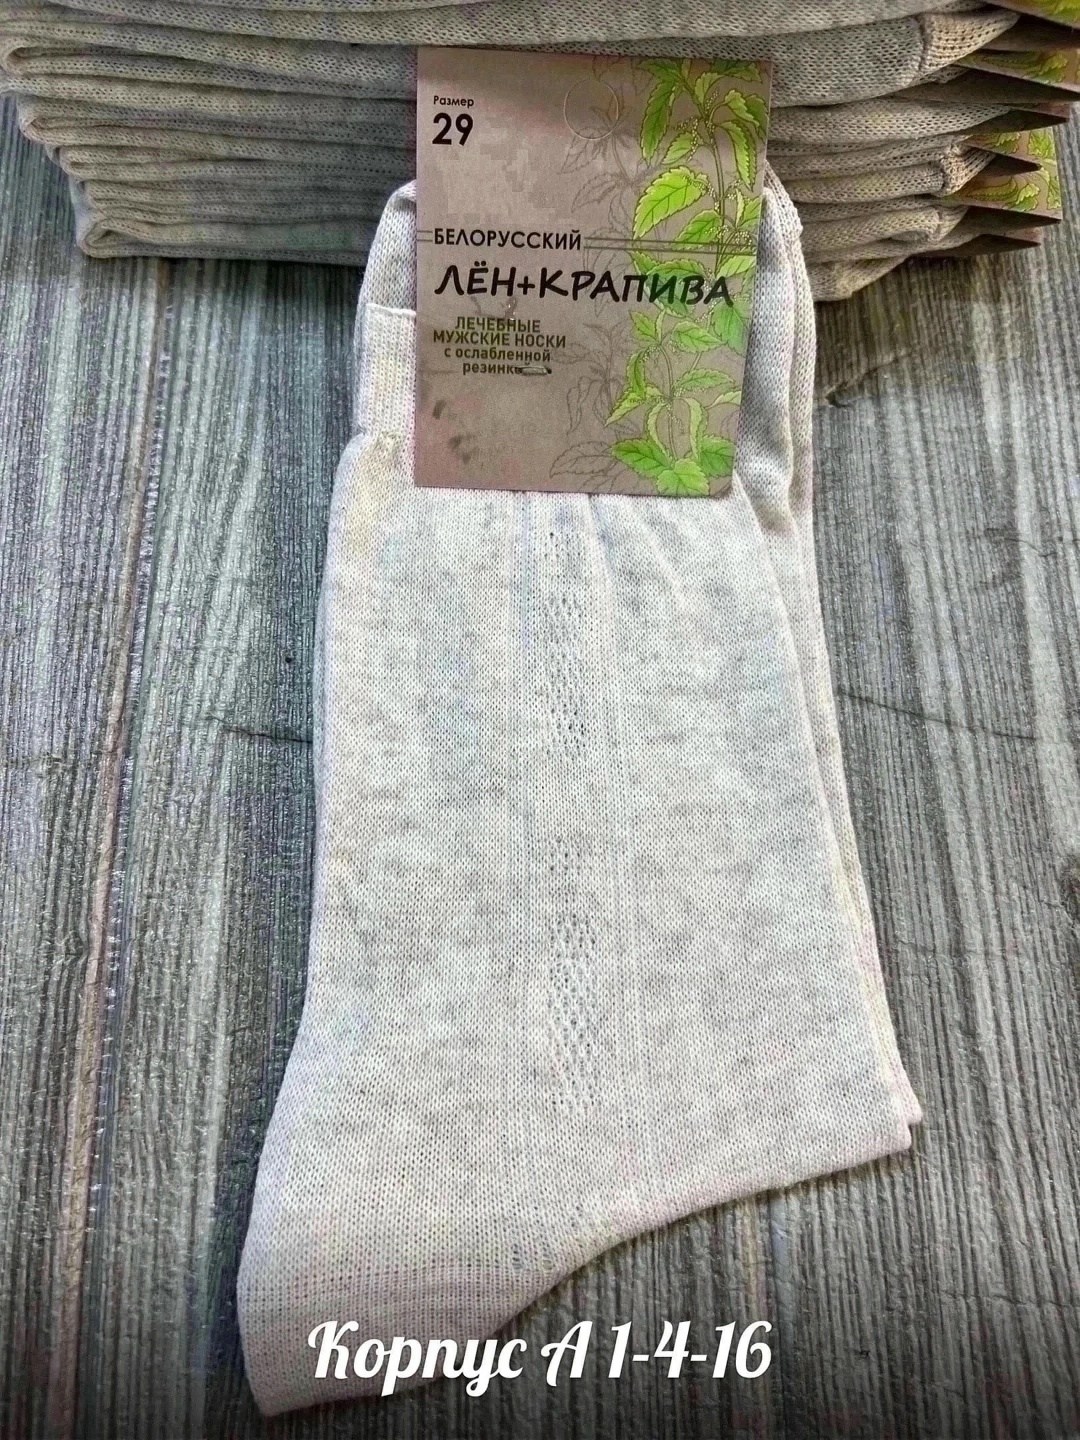 Размер
29
БЕЛОРУССКИЙ
ЛЁН+КРАПИВА
ЛЕЧЕБНЫЕ
МУЖСКИЕ НОСКИ
с ослабленной
Корпус А 1-4-16